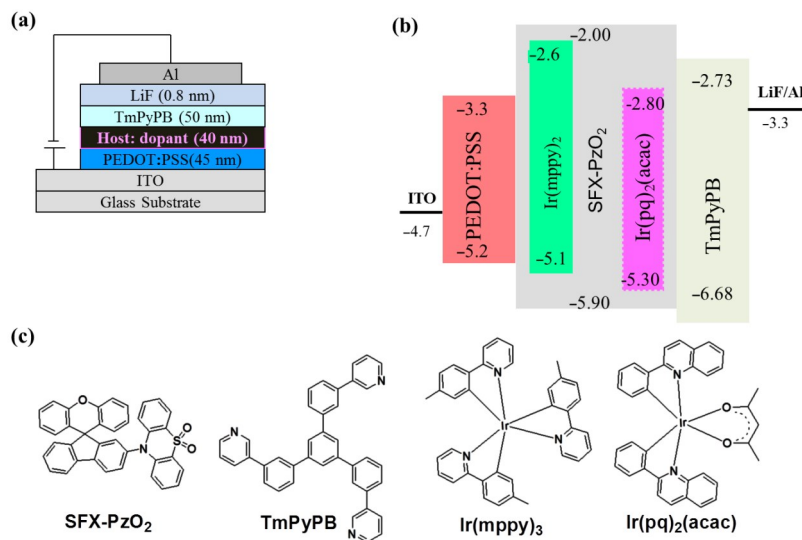 (a)
Al
LiF (0.8 nm)
TmPyPB (50 nm)
Host: dopant (40 nm)
PEDOT:PSS(45 nm)
ITO
Glass Substrate
(b)
ITO
−4.7
−3.3
PEDOT:PSS
−5.2
−2.00
−2.6
Ir(mppy)₂
−5.1
SFX-PzO₂
−5.90
−2.80
Ir(pq)₂(acac)
−5.30
−2.73
TmPyPB
−6.68
LiF/Al
−3.3
(c)
O
N
S
O
O
SFX-PzO₂
N
N
N
TmPyPB
N
Ir
N
N
Ir(mppy)₃
N
Ir
O
O
N
Ir(pq)₂(acac)